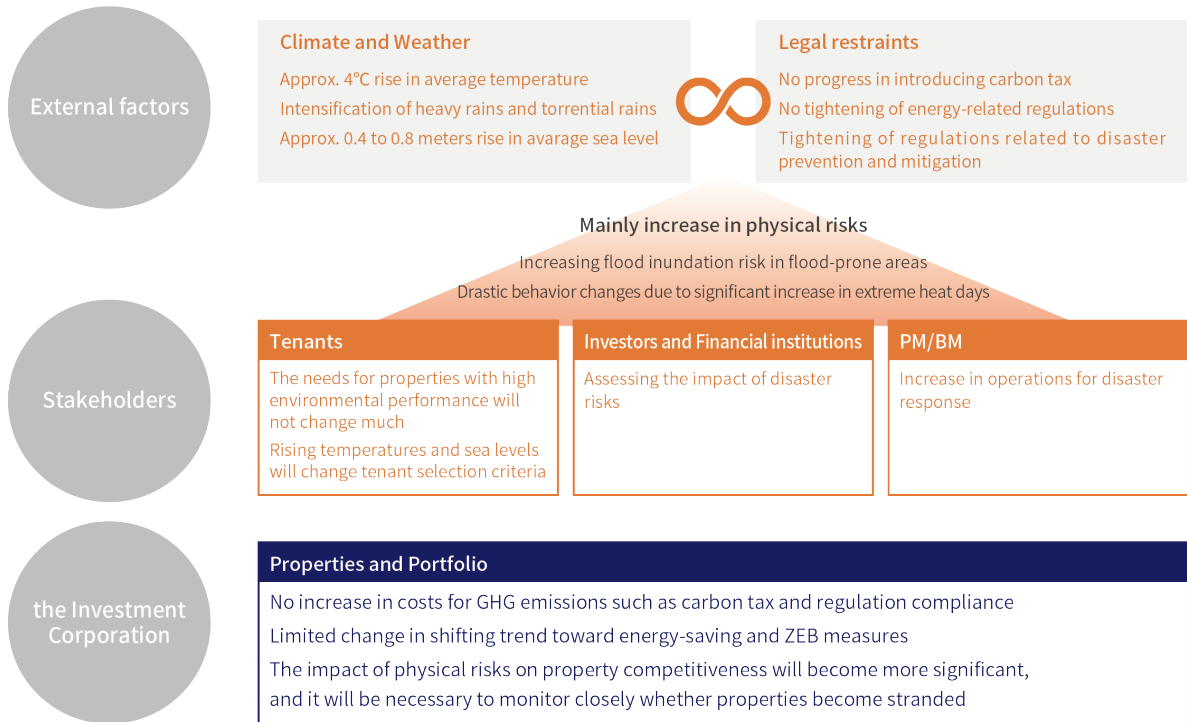 External factors
Climate and Weather
Approx. 4℃ rise in average temperature
Intensification of heavy rains and torrential rains
Approx. 0.4 to 0.8 meters rise in avarage sea level
Legal restraints
No progress in introducing carbon tax
No tightening of energy-related regulations
Tightening of regulations related to disaster
prevention and mitigation
Mainly increase in physical risks
Increasing flood inundation risk in flood-prone areas
Drastic behavior changes due to significant increase in extreme heat days
Stakeholders
Tenants
The needs for properties with high
environmental performance will
not change much
Rising temperatures and sea levels
will change tenant selection criteria
Investors and Financial institutions
Assessing the impact of disaster
risks
PM/BM
Increase in operations for disaster
response
the Investment
Corporation
Properties and Portfolio
No increase in costs for GHG emissions such as carbon tax and regulation compliance
Limited change in shifting trend toward energy-saving and ZEB measures
The impact of physical risks on property competitiveness will become more significant,
and it will be necessary to monitor closely whether properties become stranded